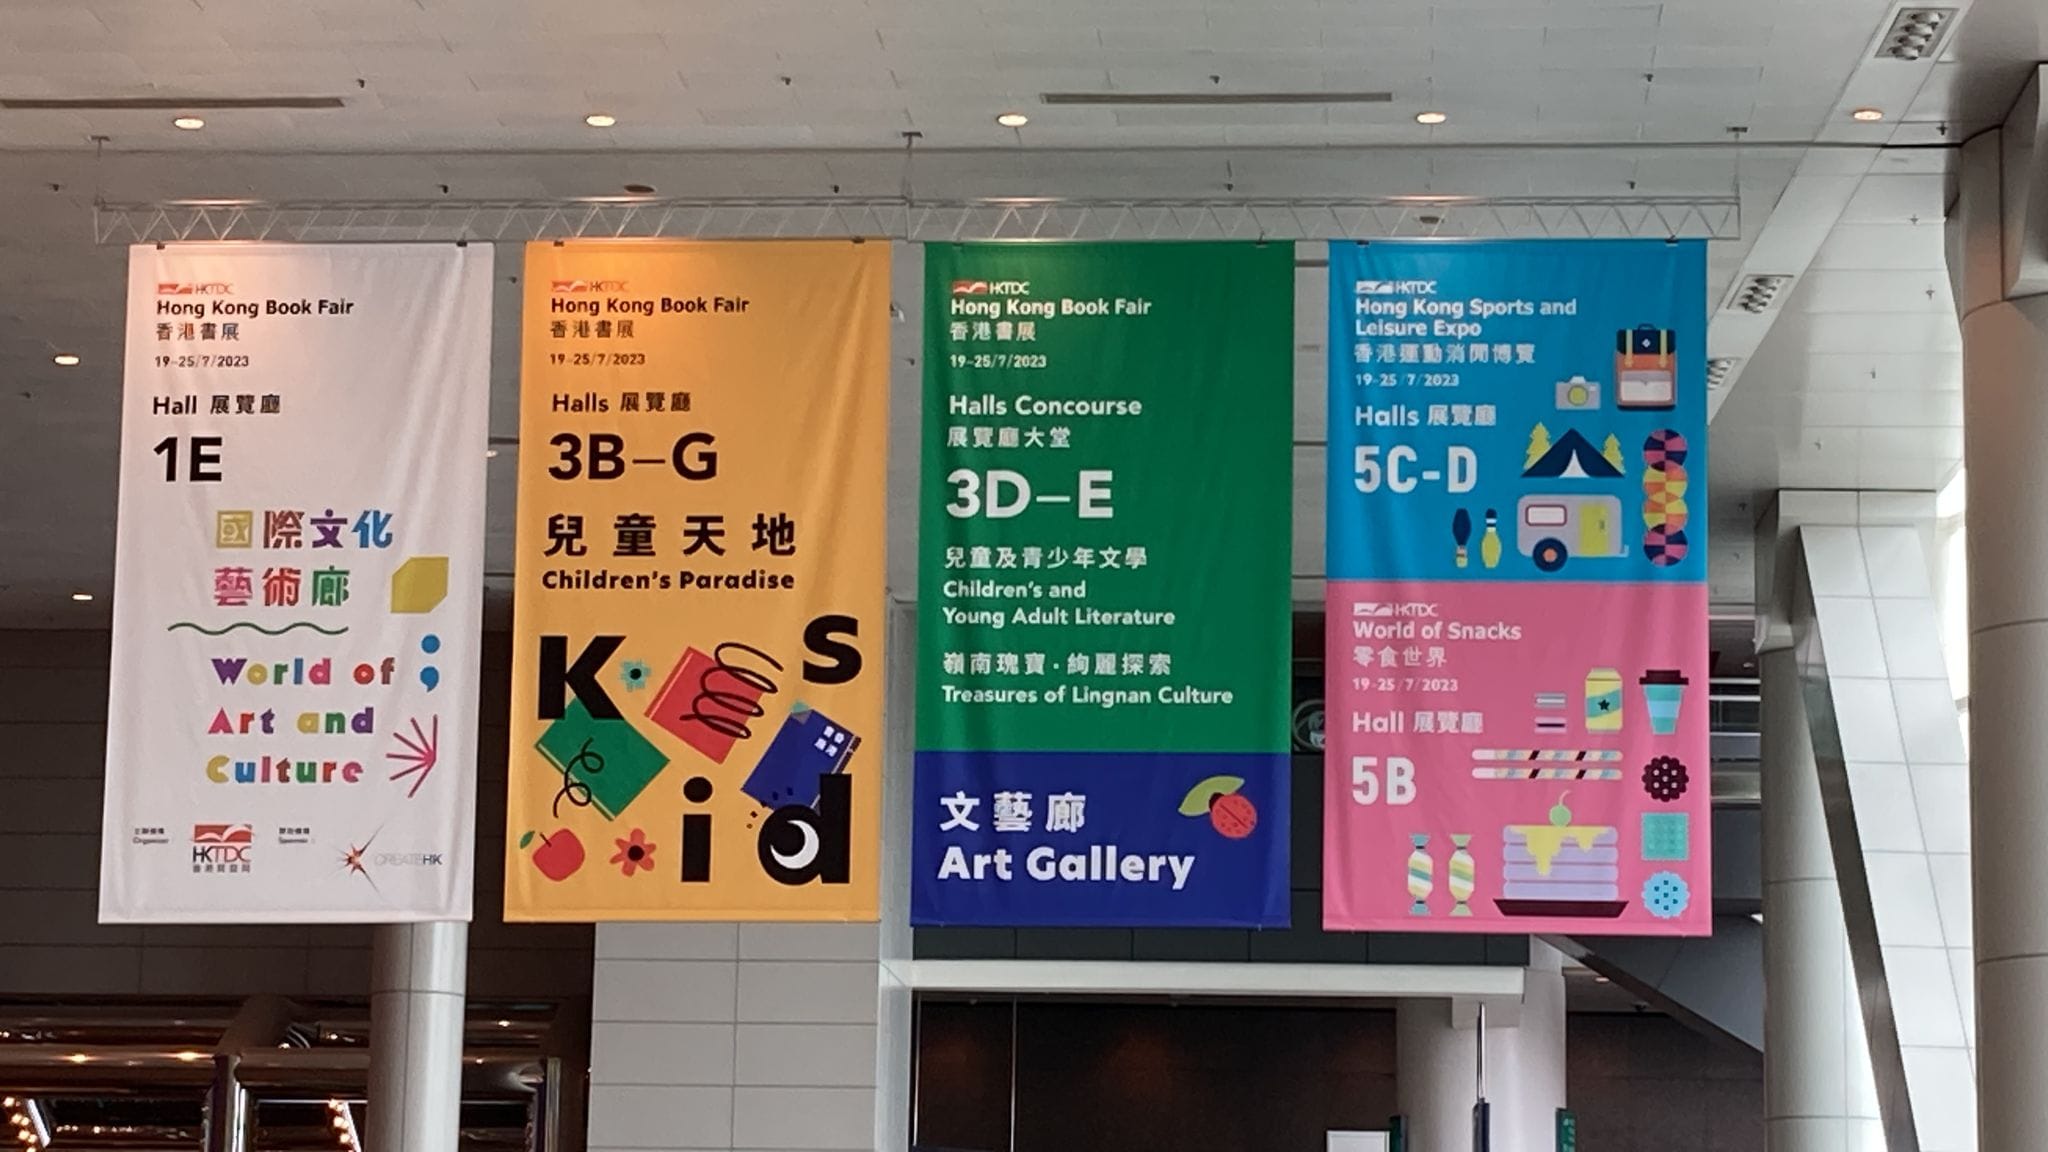 HKTDC
Hong Kong Book Fair
香港書展
19-25/7/2023
Hall 展覽廳
1E
國際文化
藝術廊
World of
Art and
Culture
Organiser
HKTDC
香港貿發局
CREATEHK
HKTDC
Hong Kong Book Fair
香港書展
19-25/7/2023
Halls 展覽廳
3B–G
兒童天地
Children's Paradise
K s
i d
HKTDC
Hong Kong Book Fair
香港書展
19-25/7/2023
Halls Concourse
展覽廳大堂
3D–E
兒童及青少年文學
Children's and
Young Adult Literature
嶺南瑰寶·絢麗探索
Treasures of Lingnan Culture
文藝廊
Art Gallery
HKTDC
Hong Kong Sports and
Leisure Expo
香港運動消閒博覽
19-25/7/2023
Halls 展覽廳
5C-D
HKTDC
World of Snacks
零食世界
19-25/7/2023
Hall 展覽廳
5B